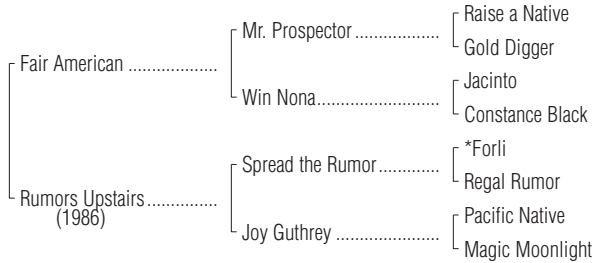 Raise a Native
Mr. Prospector ..................
Gold Digger
Fair American ...................
Jacinto
Win Nona..........................
Constance Black
*Forli
Spread the Rumor.............
Regal Rumor
Rumors Upstairs...............
(1986)
Pacific Native
Joy Guthrey ......................
Magic Moonlight